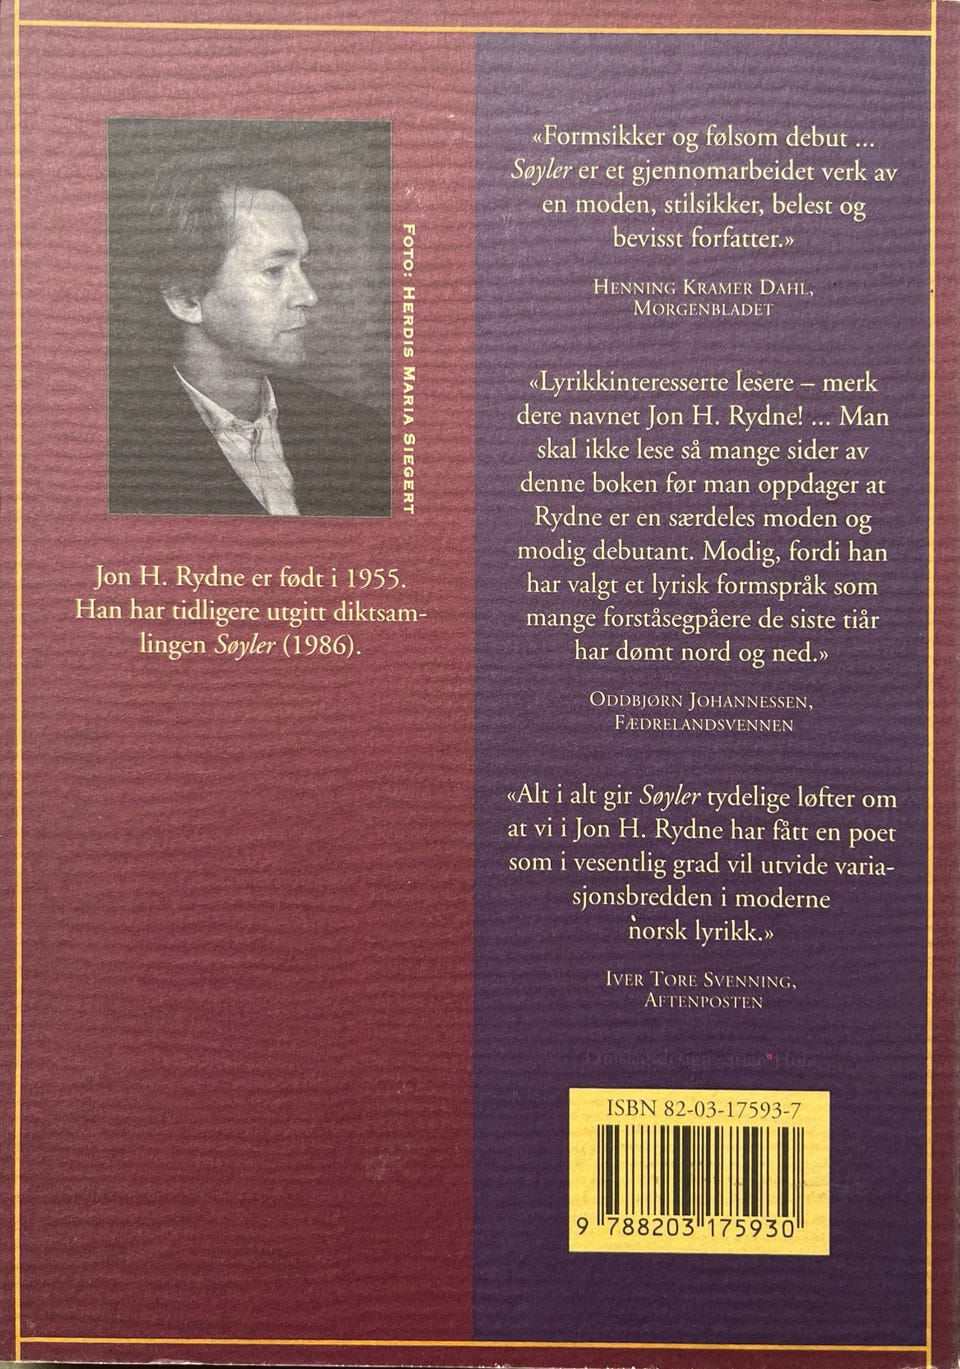 FOTO: HERDIS MARIA SIEGERT
Jon H. Rydne er født i 1955.
Han har tidligere utgitt diktsam-
lingen Søyler (1986).
«Formsikker og følsom debut ...
Søyler er et gjennomarbeidet verk av
en moden, stilsikker, belest og
bevisst forfatter.»
HENNING KRAMER DAHL,
MORGENBLADET
«Lyrikkinteresserte lesere – merk
dere navnet Jon H. Rydne! ... Man
skal ikke lese så mange sider av
denne boken før man oppdager at
Rydne er en særdeles moden og
modig debutant. Modig, fordi han
har valgt et lyrisk formspråk som
mange forståsegpåere de siste tiår
har dømt nord og ned.»
ODDBJØRN JOHANNESSEN,
FÆDRELANDSVENNEN
«Alt i alt gir Søyler tydelige løfter om
at vi i Jon H. Rydne har fått en poet
som i vesentlig grad vil utvide varia-
sjonsbredden i moderne
norsk lyrikk.»
IVER TORE SVENNING,
AFTENPOSTEN
ISBN 82-03-17593-7
9 788203 175930